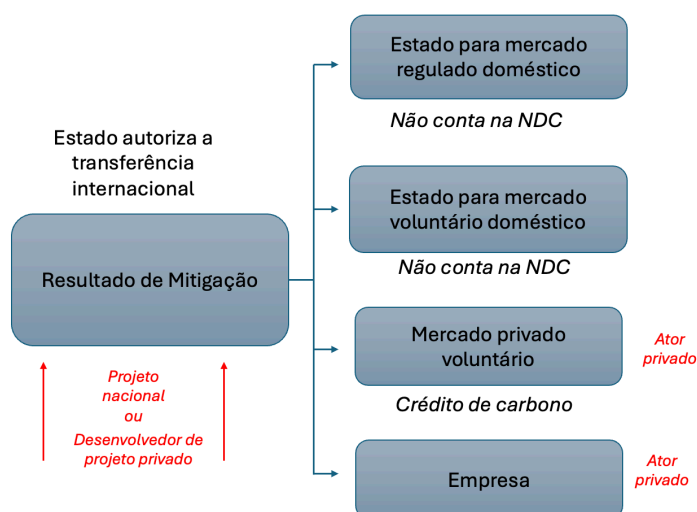 Estado para mercado
regulado doméstico
Não conta na NDC
Estado autoriza a
transferência
internacional
Estado para mercado
voluntário doméstico
Não conta na NDC
Resultado de Mitigação
Mercado privado
voluntário
Ator
privado
Crédito de carbono
Projeto
nacional
ou
Desenvolvedor de
projeto privado
Empresa
Ator
privado